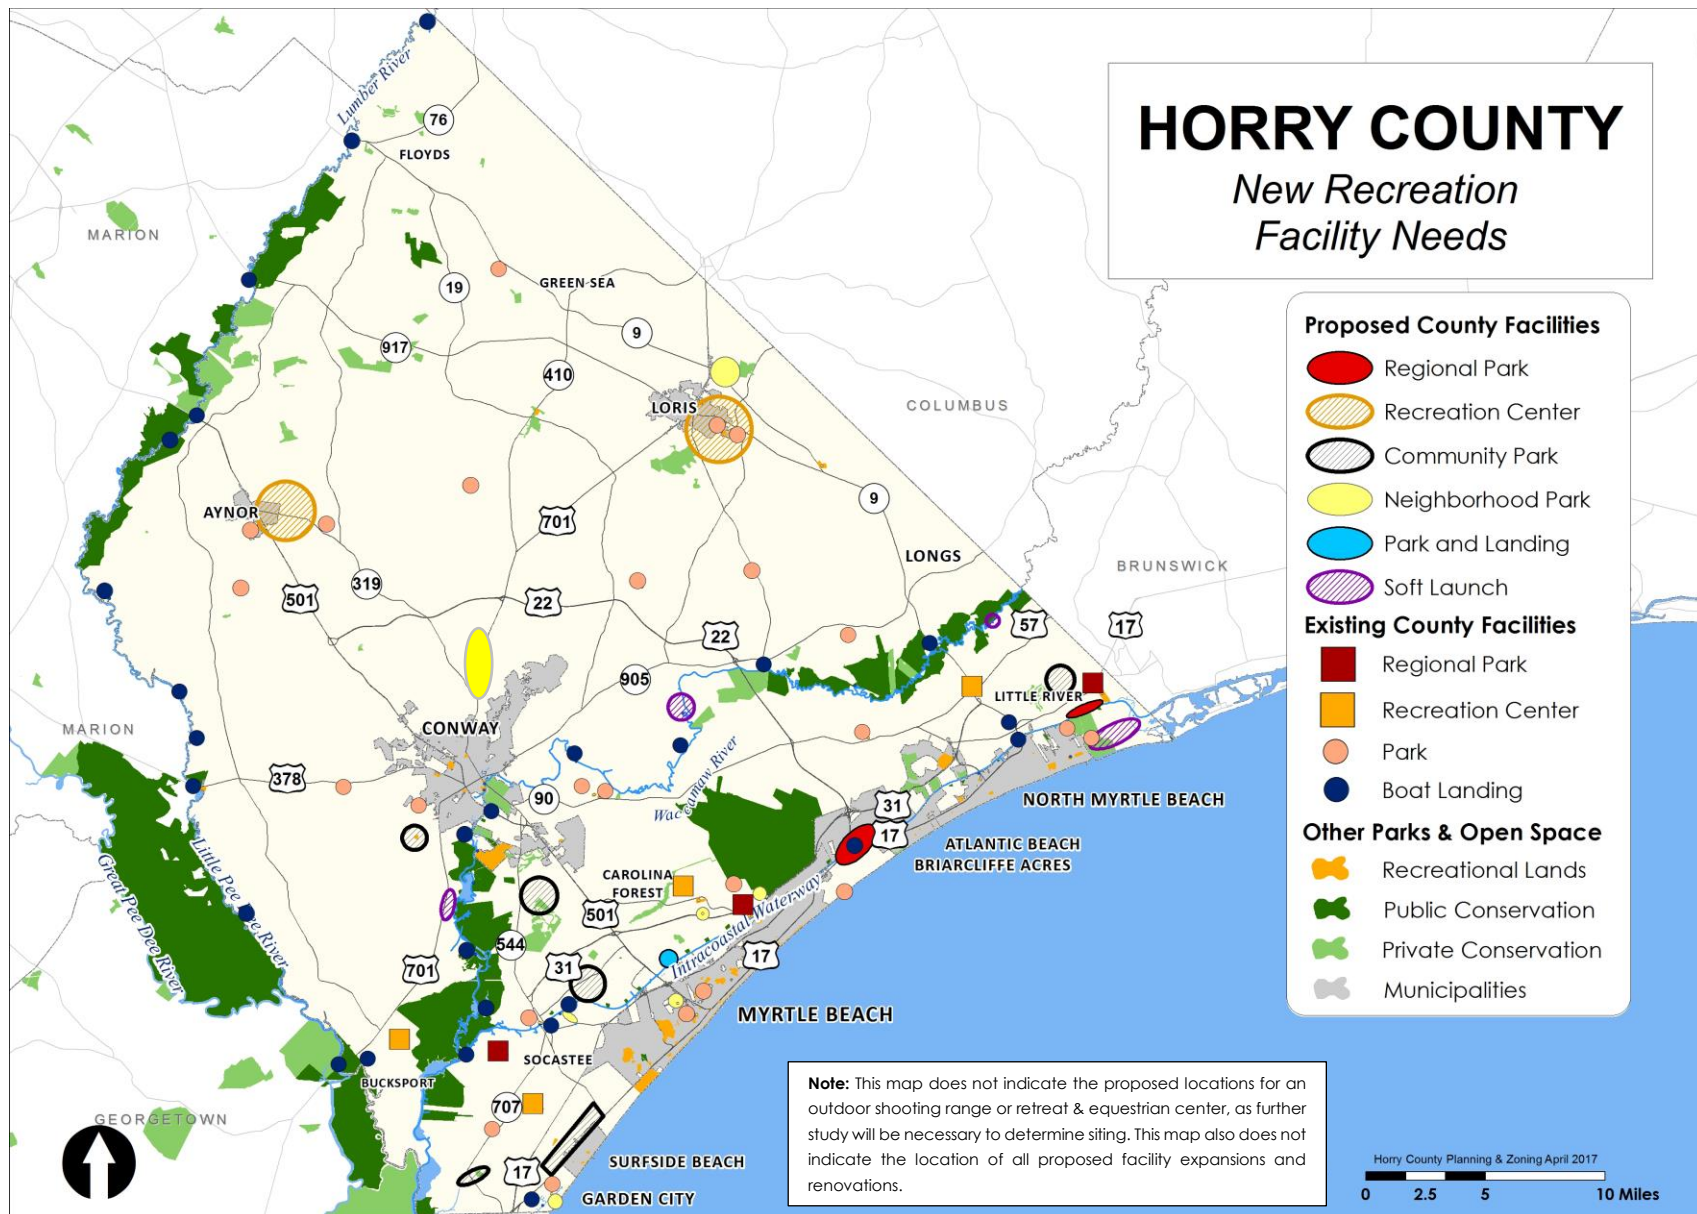 HORRY COUNTY
New Recreation
Facility Needs
Proposed County Facilities
Regional Park
Recreation Center
Community Park
Neighborhood Park
Park and Landing
Soft Launch
Existing County Facilities
Regional Park
Recreation Center
Park
Boat Landing
Other Parks & Open Space
Recreational Lands
Public Conservation
Private Conservation
Municipalities
Lumber River
76
FLOYDS
MARION
19
GREEN SEA
9
917
410
LORIS
COLUMBUS
9
AYNOR
701
LONGS
BRUNSWICK
319
501
22
57
17
22
905
LITTLE RIVER
MARION
CONWAY
378
90
Waccamaw River
NORTH MYRTLE BEACH
31
17
ATLANTIC BEACH
BRIARCLIFFE ACRES
Little Pee Dee River
Great Pee Dee River
CAROLINA
FOREST
501
Intracoastal Waterway
544
31
17
701
MYRTLE BEACH
SOCASTEE
BUCKSPORT
707
GEORGETOWN
17
SURFSIDE BEACH
GARDEN CITY
Note: This map does not indicate the proposed locations for an
outdoor shooting range or retreat & equestrian center, as further
study will be necessary to determine siting. This map also does not
indicate the location of all proposed facility expansions and
renovations.
Horry County Planning & Zoning April 2017
0 2.5 5 10 Miles